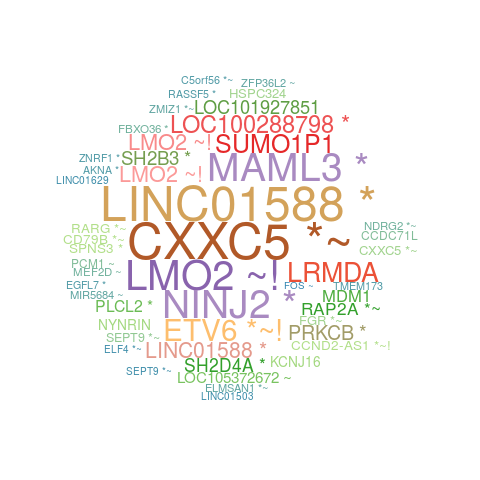 C5orf56 *~
ZFP36L2 ~
RASSF5 *
HSPC324
ZMIZ1 *~
LOC101927851
FBXO36 *
LOC100288798 *
LMO2 ~!
SUMO1P1
ZNRF1 *
SH2B3 *
MAML3 *
AKNA *
LMO2 ~!
LINC01629
LINC01588 *
RARG *~
NDRG2 *~
CD79B *~
CXXC5 *~
CCDC71L
SPNS3 *
CXXC5 *~
PCM1 ~
MEF2D ~
LMO2 ~!
LRMDA
EGFL7 *
FOS ~
TMEM173
MIR5684 ~
NINJ2 *
MDM1
PLCL2 *
RAP2A *~
NYNRIN
ETV6 *~!
FGR *~
PRKCB *
SEPT9 *~
ELF4 *~
LINC01588 *
CCND2-AS1 *~!
SEPT9 *~
SH2D4A *
KCNJ16
LOC105372672 ~
ELMSAN1 *~
LINC01503